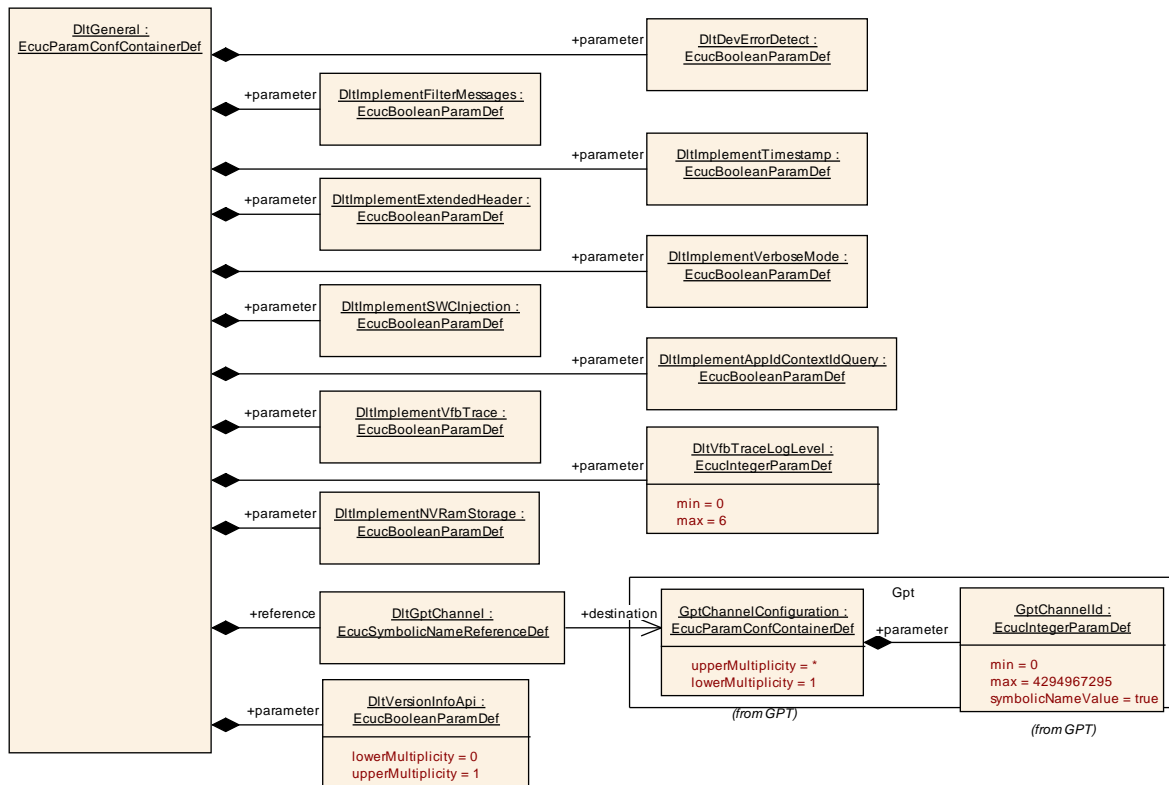 DltGeneral :
EcucParamConfContainerDef
+parameter
DltDevErrorDetect :
EcucBooleanParamDef
+parameter
DltImplementFilterMessages :
EcucBooleanParamDef
+parameter
DltImplementTimestamp :
EcucBooleanParamDef
+parameter
DltImplementExtendedHeader :
EcucBooleanParamDef
+parameter
DltImplementVerboseMode :
EcucBooleanParamDef
+parameter
DltImplementSWCInjection :
EcucBooleanParamDef
+parameter
DltImplementAppIdContextIdQuery :
EcucBooleanParamDef
+parameter
DltImplementVfbTrace :
EcucBooleanParamDef
+parameter
DltVfbTraceLogLevel :
EcucIntegerParamDef
min = 0
max = 6
+parameter
DltImplementNVRamStorage :
EcucBooleanParamDef
+reference
DltGptChannel :
EcucSymbolicNameReferenceDef
+destination
Gpt
GptChannelConfiguration :
EcucParamConfContainerDef
upperMultiplicity = *
lowerMultiplicity = 1
(from GPT)
+parameter
GptChannelId :
EcucIntegerParamDef
min = 0
max = 4294967295
symbolicNameValue = true
(from GPT)
+parameter
DltVersionInfoApi :
EcucBooleanParamDef
lowerMultiplicity = 0
upperMultiplicity = 1